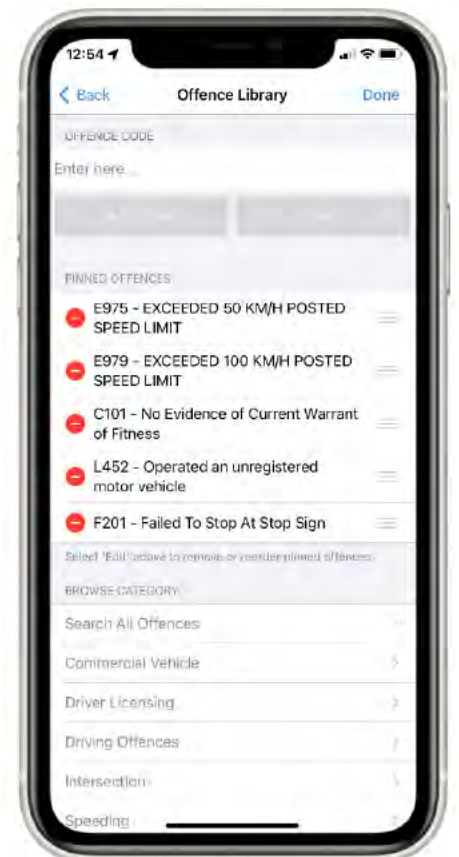 12:54
Back Offence Library Done
OFFENCE CODE
Enter here...
PINNED OFFENCES
E975 - EXCEEDED 50 KM/H POSTED
SPEED LIMIT
E979 - EXCEEDED 100 KM/H POSTED
SPEED LIMIT
C101 - No Evidence of Current Warrant
of Fitness
L452 - Operated an unregistered
motor vehicle
F201 - Failed To Stop At Stop Sign
Select "Edit" above to remove or reorder pinned offences.
BROWSE CATEGORY
Search All Offences
Commercial Vehicle
Driver Licensing
Driving Offences
Intersection
Speeding